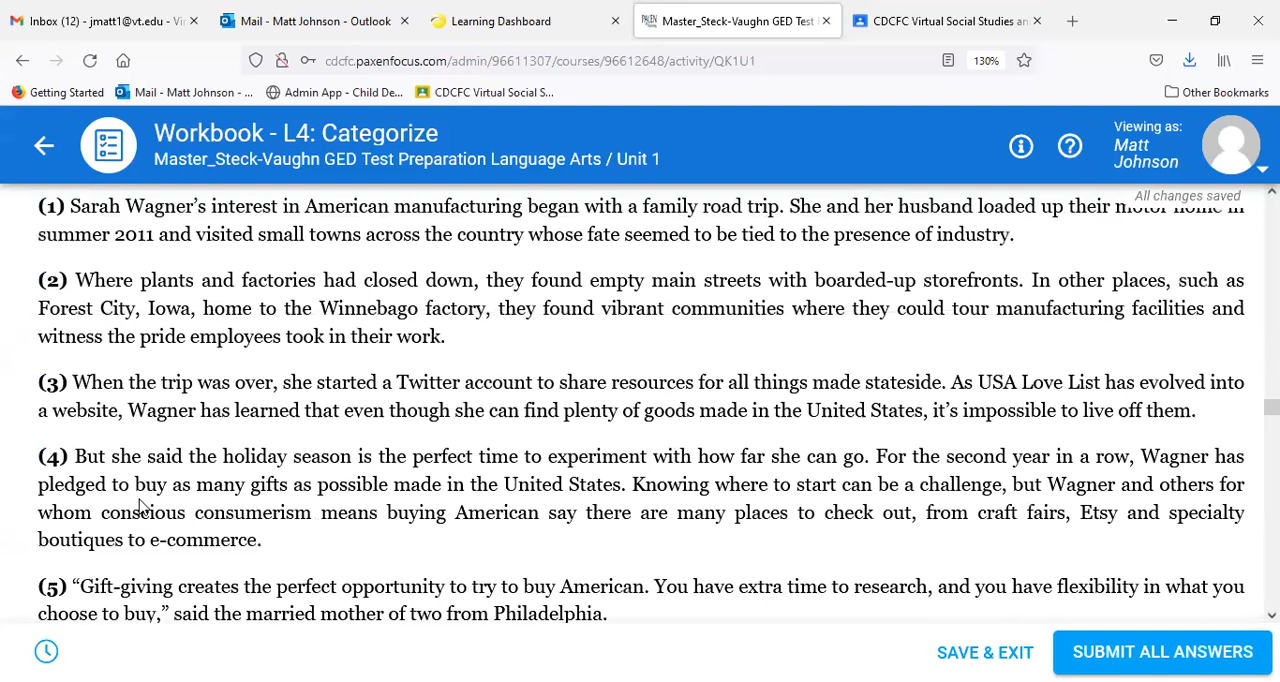 Inbox (12) - jmatt1@vt.edu - Vir
Mail - Matt Johnson - Outlook
Learning Dashboard
Master_Steck-Vaughn GED Test
CDCFC Virtual Social Studies an
cdcfc.paxenfocus.com/admin/96611307/courses/96612648/activity/QK1U1
130%
Getting Started
Mail - Matt Johnson - ...
Admin App - Child De...
CDCFC Virtual Social S...
Other Bookmarks
Workbook - L4: Categorize
Master_Steck-Vaughn GED Test Preparation Language Arts / Unit 1
Viewing as:
Matt
Johnson
All changes saved
(1) Sarah Wagner's interest in American manufacturing began with a family road trip. She and her husband loaded up their motor home in
summer 2011 and visited small towns across the country whose fate seemed to be tied to the presence of industry.
(2) Where plants and factories had closed down, they found empty main streets with boarded-up storefronts. In other places, such as
Forest City, Iowa, home to the Winnebago factory, they found vibrant communities where they could tour manufacturing facilities and
witness the pride employees took in their work.
(3) When the trip was over, she started a Twitter account to share resources for all things made stateside. As USA Love List has evolved into
a website, Wagner has learned that even though she can find plenty of goods made in the United States, it's impossible to live off them.
(4) But she said the holiday season is the perfect time to experiment with how far she can go. For the second year in a row, Wagner has
pledged to buy as many gifts as possible made in the United States. Knowing where to start can be a challenge, but Wagner and others for
whom conscious consumerism means buying American say there are many places to check out, from craft fairs, Etsy and specialty
boutiques to e-commerce.
(5) "Gift-giving creates the perfect opportunity to try to buy American. You have extra time to research, and you have flexibility in what you
choose to buy," said the married mother of two from Philadelphia.
SAVE & EXIT
SUBMIT ALL ANSWERS